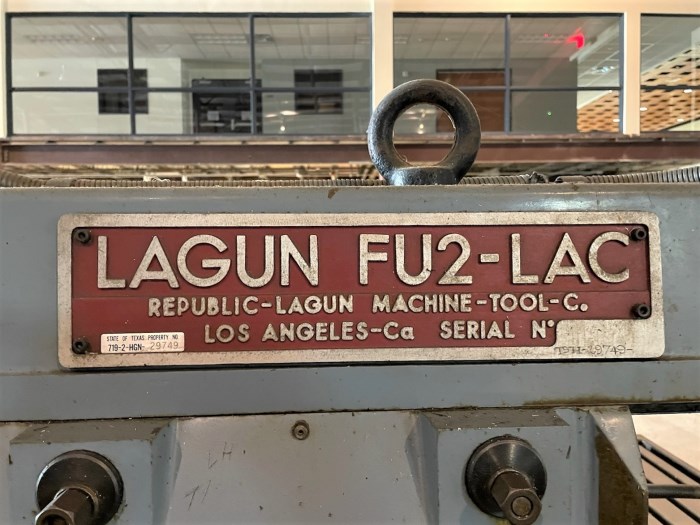 LAGUN FU2-LAC
REPUBLIC-LAGUN MACHINE-TOOL-C.
LOS ANGELES-Ca SERIAL N°
STATE OF TEXAS PROPERTY NO.
719-2-HGN- 29749